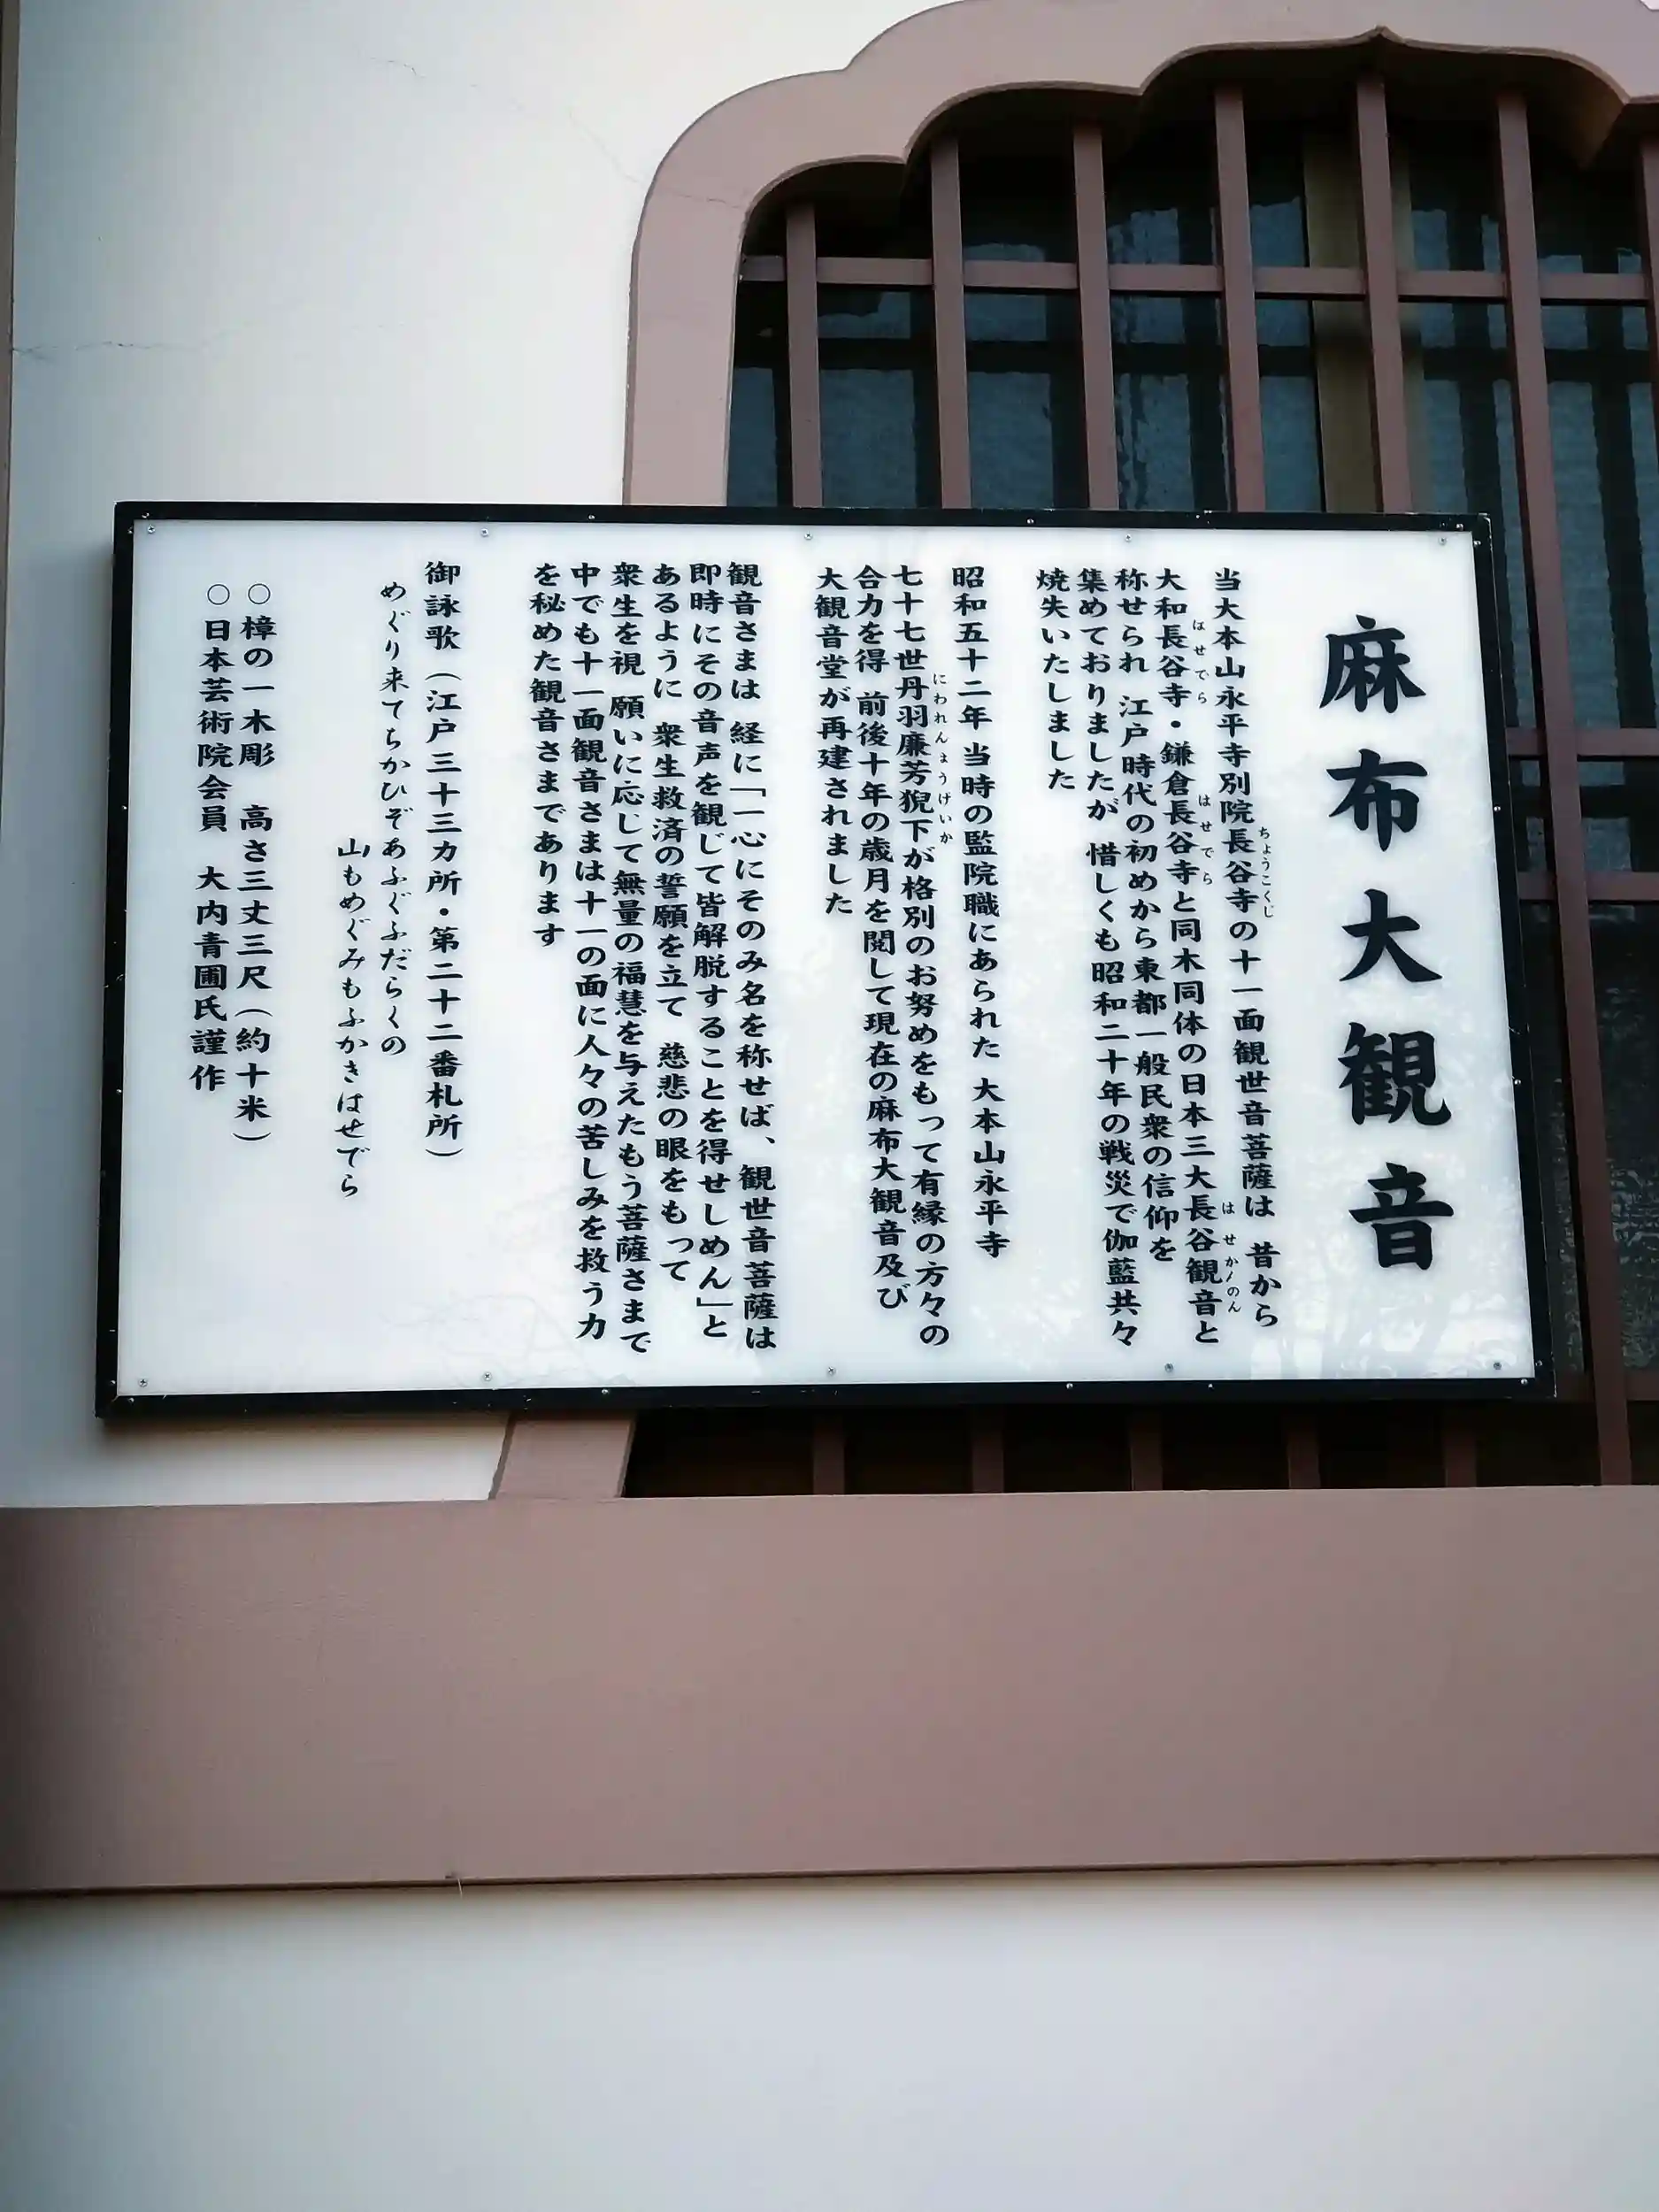 麻布大観音
当大本山永平寺別院長谷寺の十一面観世音菩薩は 昔から
大和長谷寺・鎌倉長谷寺と同木同体の日本三大長谷観音と
称せられ 江戸時代の初めから東都一般民衆の信仰を
集めておりましたが 惜しくも昭和二十年の戦災で伽藍共々
焼失いたしました
昭和五十二年 当時の監院職にあられた 大本山永平寺
七十七世丹羽廉芳猊下が格別のお努めをもって有縁の方々の
合力を得 前後十年の歳月を閲して現在の麻布大観音及び
大観音堂が再建されました
観音さまは 経に「一心にそのみ名を称せば、観世音菩薩は
即時にその音声を観じて皆解脱することを得せしめん」と
あるように 衆生救済の誓願を立て 慈悲の眼をもって
衆生を視 願いに応じて無量の福慧を与えたもう菩薩さまで
中でも十一面観音さまは十一の面に人々の苦しみを救う力
を秘めた観音さまであります
御詠歌(江戸三十三カ所・第二十二番札所)
めぐり来てちかひぞあふぐふだらくの
山もめぐみもふかきはせでら
○樟の一木彫 高さ三丈三尺(約十米)
○日本芸術院会員 大内青圃氏謹作